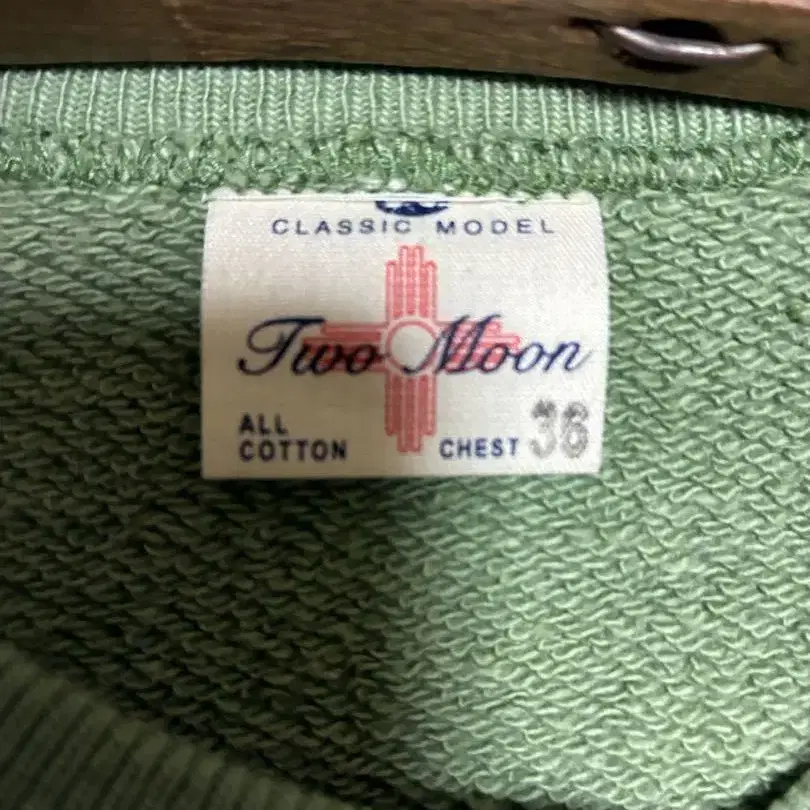 CLASSIC MODEL
Two Moon
ALL
COTTON
CHEST 36